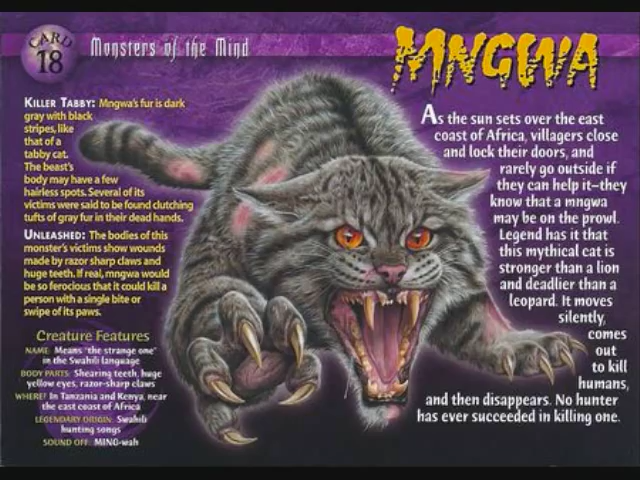 CARD
18
Monsters of the Mind
MNGWA
KILLER TABBY: Mngwa's fur is dark
gray with black
stripes, like
that of a
tabby cat.
The beast's
body may have a few
hairless spots. Several of its
victims were said to be found clutching
tufts of gray fur in their dead hands.
UNLEASHED: The bodies of this
monster's victims show wounds
made by razor sharp claws and
huge teeth. If real, mngwa would
be so ferocious that it could kill a
person with a single bite or
swipe of its paws.
Creature Features
NAME: Means "the strange one"
in the Swahili language
BODY PARTS: Shearing teeth, huge
yellow eyes, razor-sharp claws
WHERE? In Tanzania and Kenya, near
the east coast of Africa
LEGENDARY ORIGIN: Swahili
hunting songs
SOUND OFF: MING-wah
As the sun sets over the east
coast of Africa, villagers close
and lock their doors, and
rarely go outside if
they can help it—they
know that a mngwa
may be on the prowl.
Legend has it that
this mythical cat is
stronger than a lion
and deadlier than a
leopard. It moves
silently,
comes
out
to kill
humans,
and then disappears. No hunter
has ever succeeded in killing one.